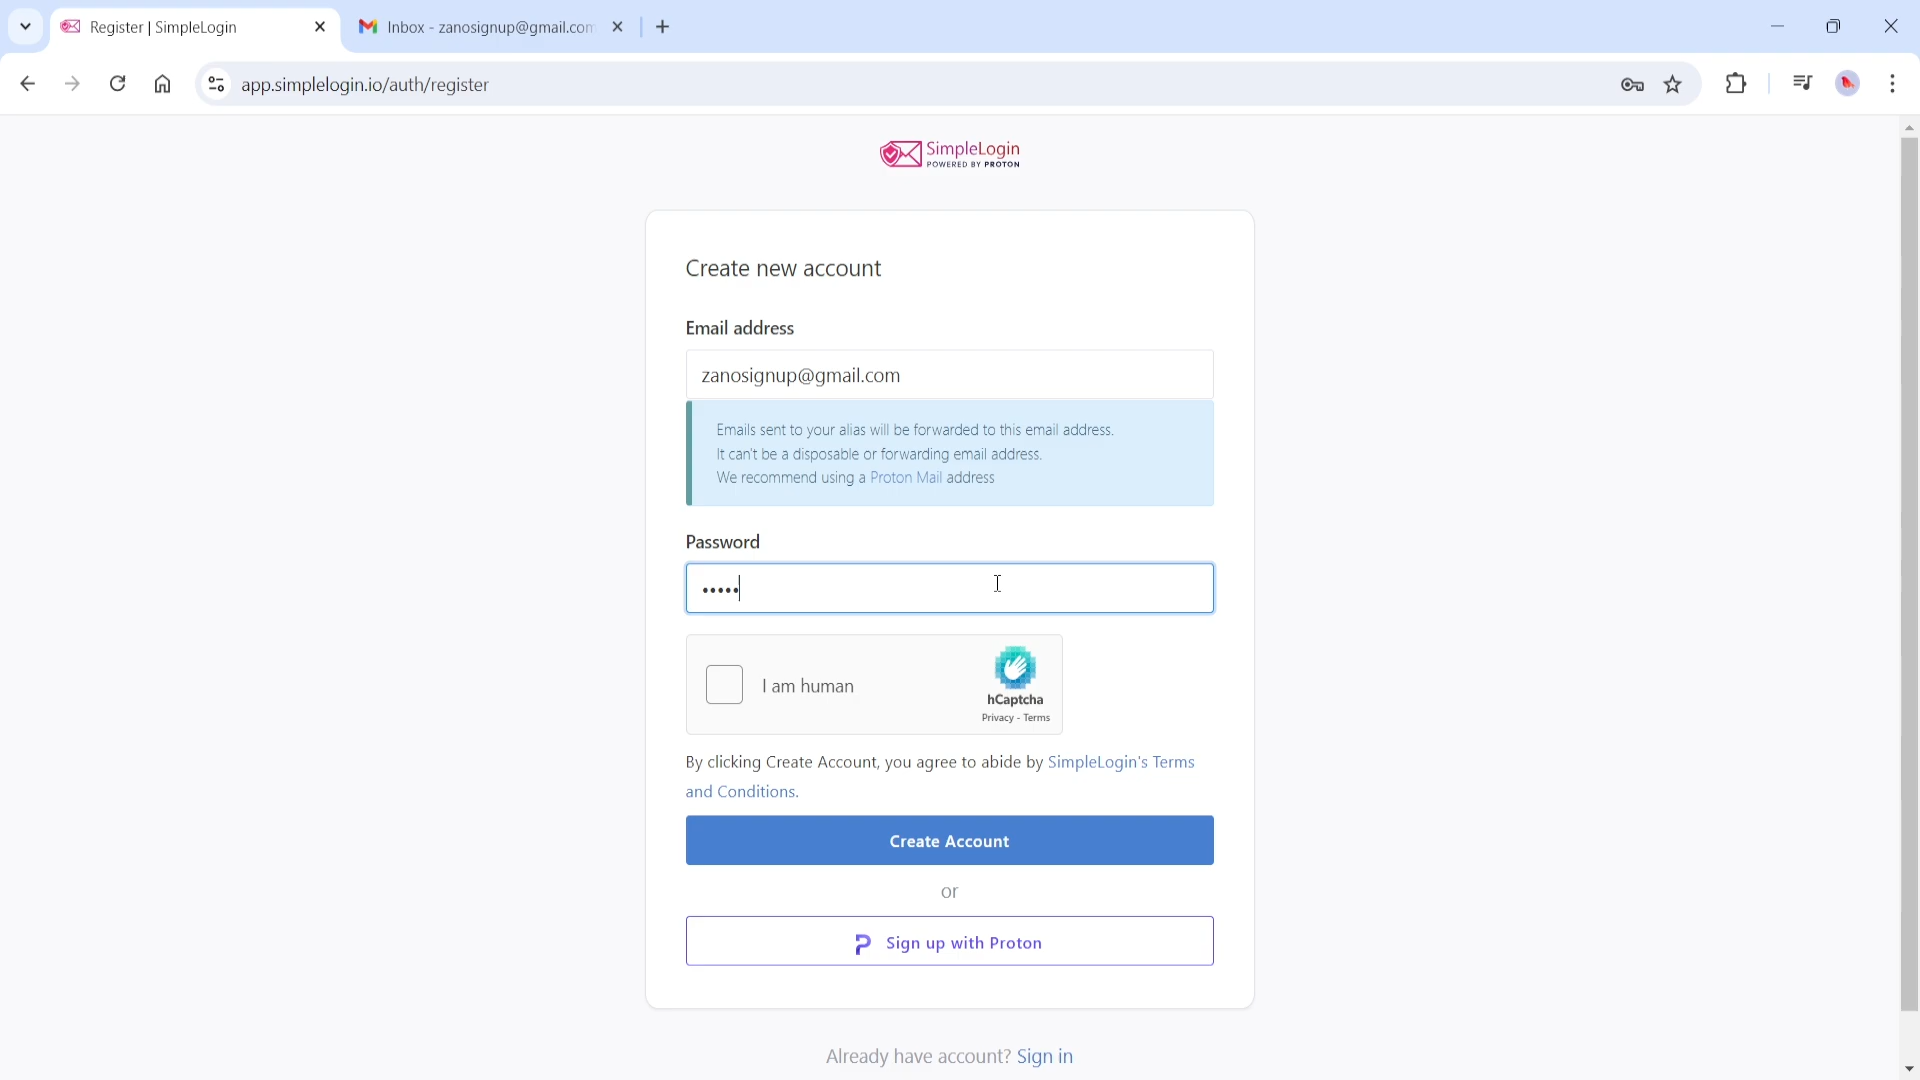 Register | SimpleLogin
Inbox - zanosignup@gmail.com
app.simplelogin.io/auth/register
SimpleLogin
POWERED BY PROTON
Create new account
Email address
zanosignup@gmail.com
Emails sent to your alias will be forwarded to this email address.
It can't be a disposable or forwarding email address.
We recommend using a Proton Mail address
Password
•••••
I am human
hCaptcha
Privacy - Terms
By clicking Create Account, you agree to abide by SimpleLogin's Terms
and Conditions.
Create Account
or
Sign up with Proton
Already have account? Sign in